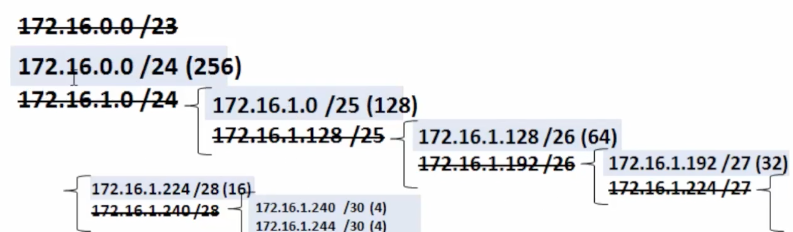 172.16.0.0 /23
172.16.0.0 /24 (256)
172.16.1.0 /24
172.16.1.0 /25 (128)
172.16.1.128 /25
172.16.1.128 /26 (64)
172.16.1.192 /26
172.16.1.192 /27 (32)
172.16.1.224 /27
172.16.1.224 /28 (16)
172.16.1.240 /28
172.16.1.240 /30 (4)
172.16.1.244 /30 (4)